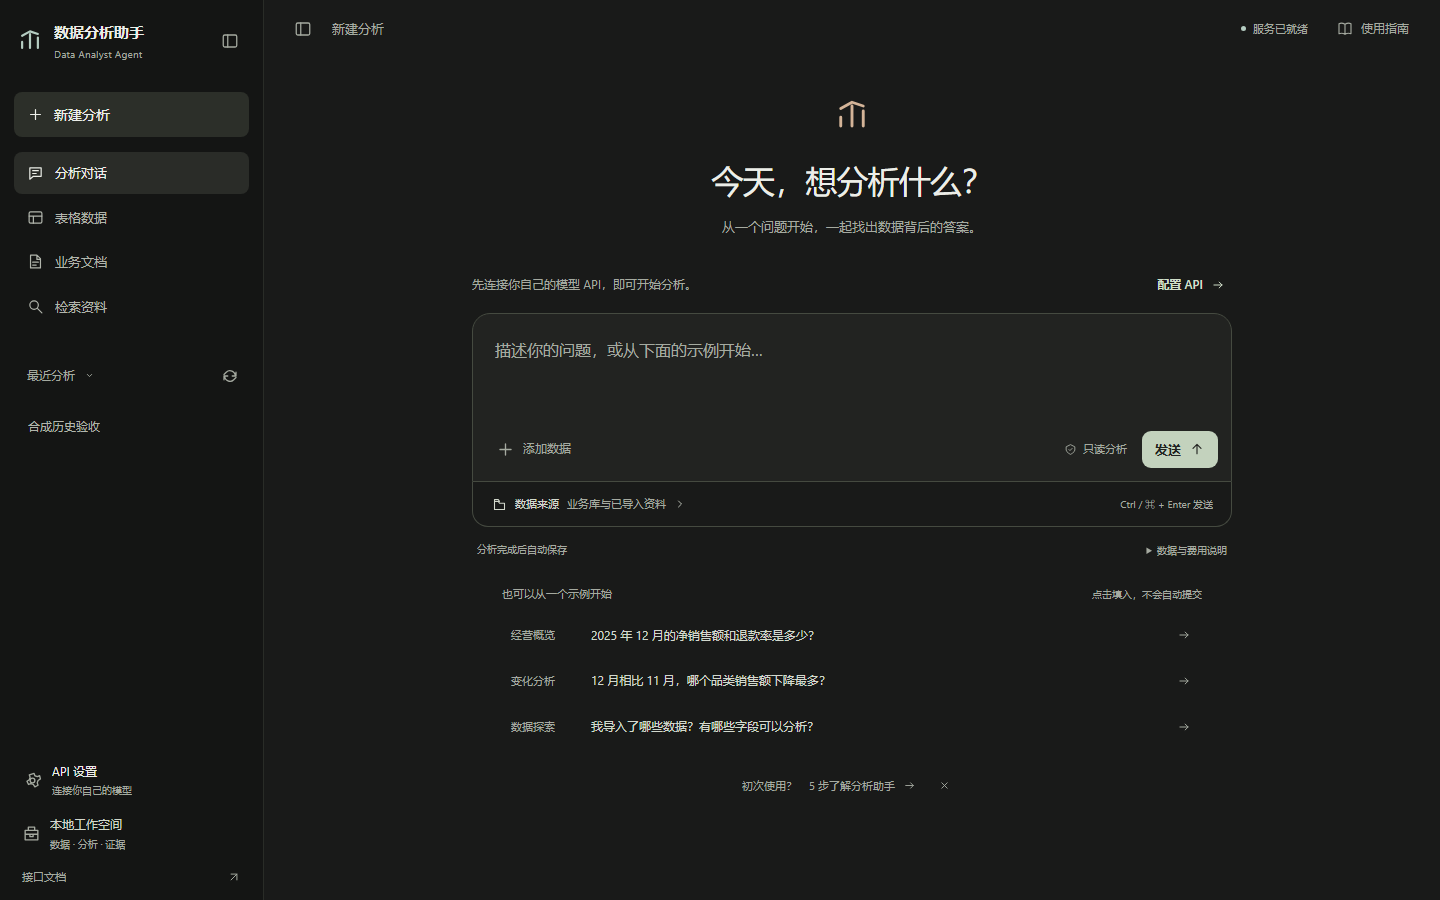 数据分析助手
Data Analyst Agent
新建分析
分析对话
表格数据
业务文档
检索资料
最近分析
合成历史验收
API 设置
连接你自己的模型
本地工作空间
数据 · 分析 · 证据
接口文档
新建分析
服务已就绪
使用指南
今天，想分析什么？
从一个问题开始，一起找出数据背后的答案。
先连接你自己的模型 API，即可开始分析。
配置 API →
描述你的问题，或从下面的示例开始...
添加数据
只读分析
发送 ↑
数据来源 业务库与已导入资料
Ctrl / ⌘ + Enter 发送
分析完成后自动保存
数据与费用说明
也可以从一个示例开始
点击填入，不会自动提交
经营概览 2025 年 12 月的净销售额和退款率是多少？ →
变化分析 12 月相比 11 月，哪个品类销售额下降最多？ →
数据探索 我导入了哪些数据？有哪些字段可以分析？ →
初次使用？ 5 步了解分析助手 → ×